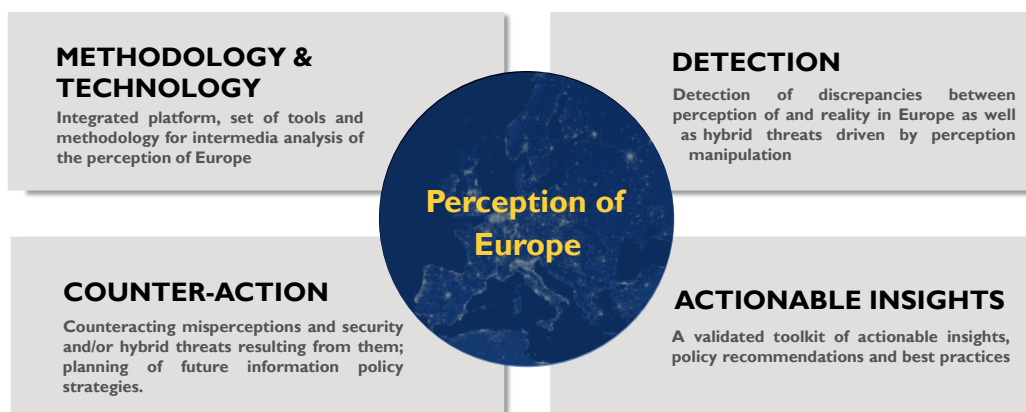 METHODOLOGY &
TECHNOLOGY
Integrated platform, set of tools and
methodology for intermedia analysis of
the perception of Europe
DETECTION
Detection of discrepancies between
perception of and reality in Europe as well
as hybrid threats driven by perception
manipulation
Perception of
Europe
COUNTER-ACTION
Counteracting misperceptions and security
and/or hybrid threats resulting from them;
planning of future information policy
strategies.
ACTIONABLE INSIGHTS
A validated toolkit of actionable insights,
policy recommendations and best practices